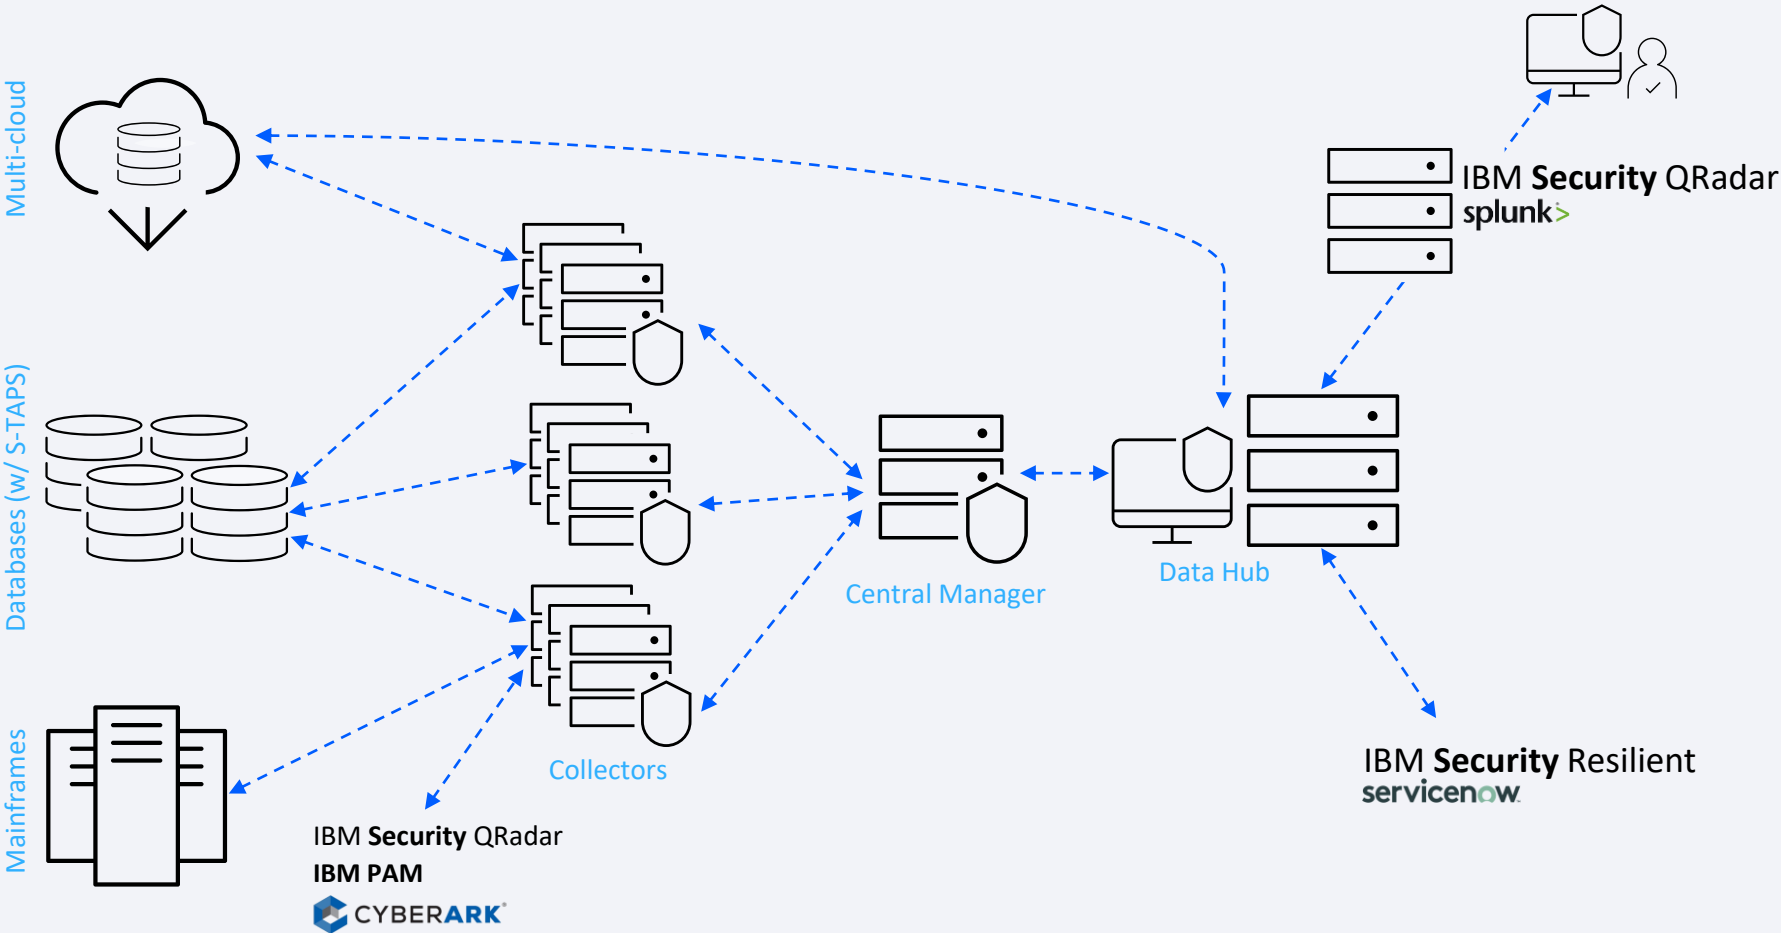 Multi-cloud
Databases (w/ S-TAPS)
Mainframes
Collectors
IBM Security QRadar
IBM PAM
CYBERARK®
Central Manager
Data Hub
IBM Security QRadar
splunk>
IBM Security Resilient
servicenow